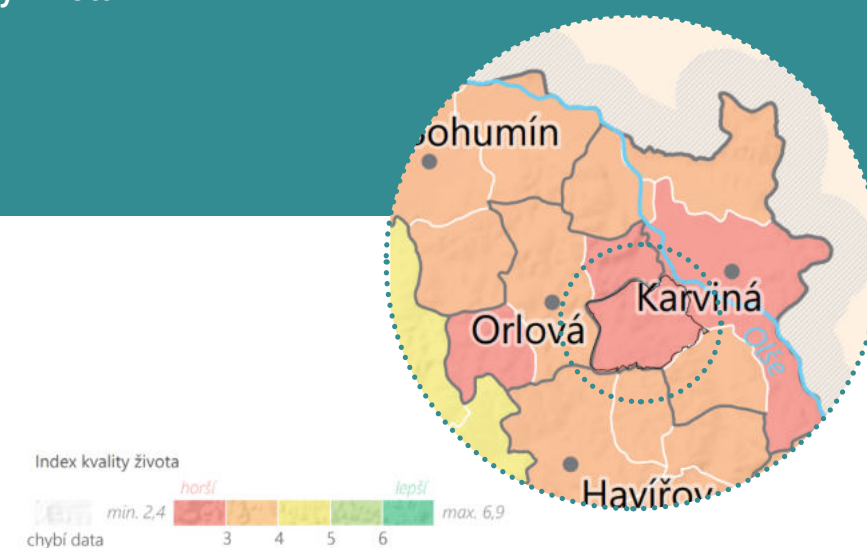 Bohumín
Karviná
Orlová
Olše
Havířov
Index kvality života
horší
lepší
min. 2,4
max. 6,9
chybí data
3
4
5
6